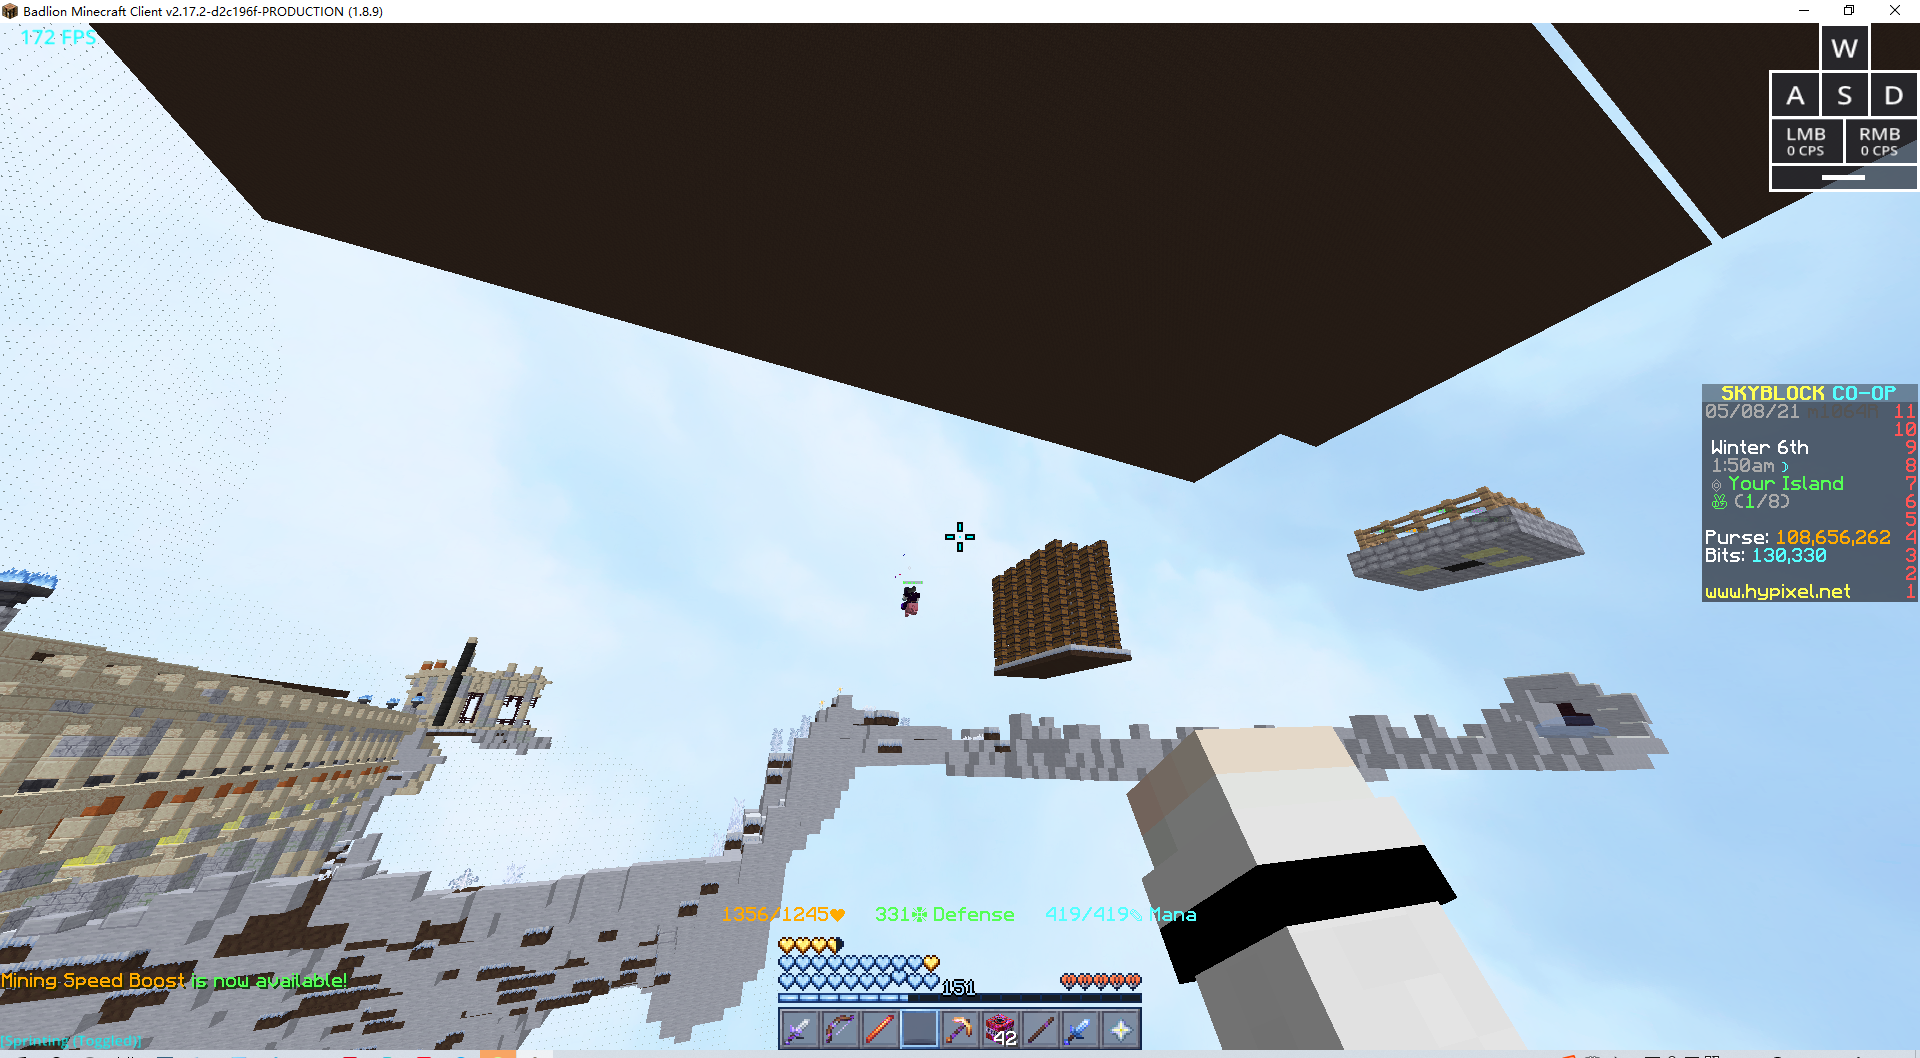 Badlion Minecraft Client v2.17.2-d2c196f-PRODUCTION (1.8.9)
172 FPS
W
A S D
LMB RMB
0 CPS 0 CPS
SKYBLOCK CO-OP
05/08/21 m1064M 11
10
Winter 6th 9
1:50am 8
Your Island 7
(1/8) 6
5
Purse: 108,656,262 4
Bits: 130,330 3
2
www.hypixel.net 1
1356/1245 331 Defense 419/419 Mana
Mining Speed Boost is now available!
151
42
[Sprinting (Toggled)]